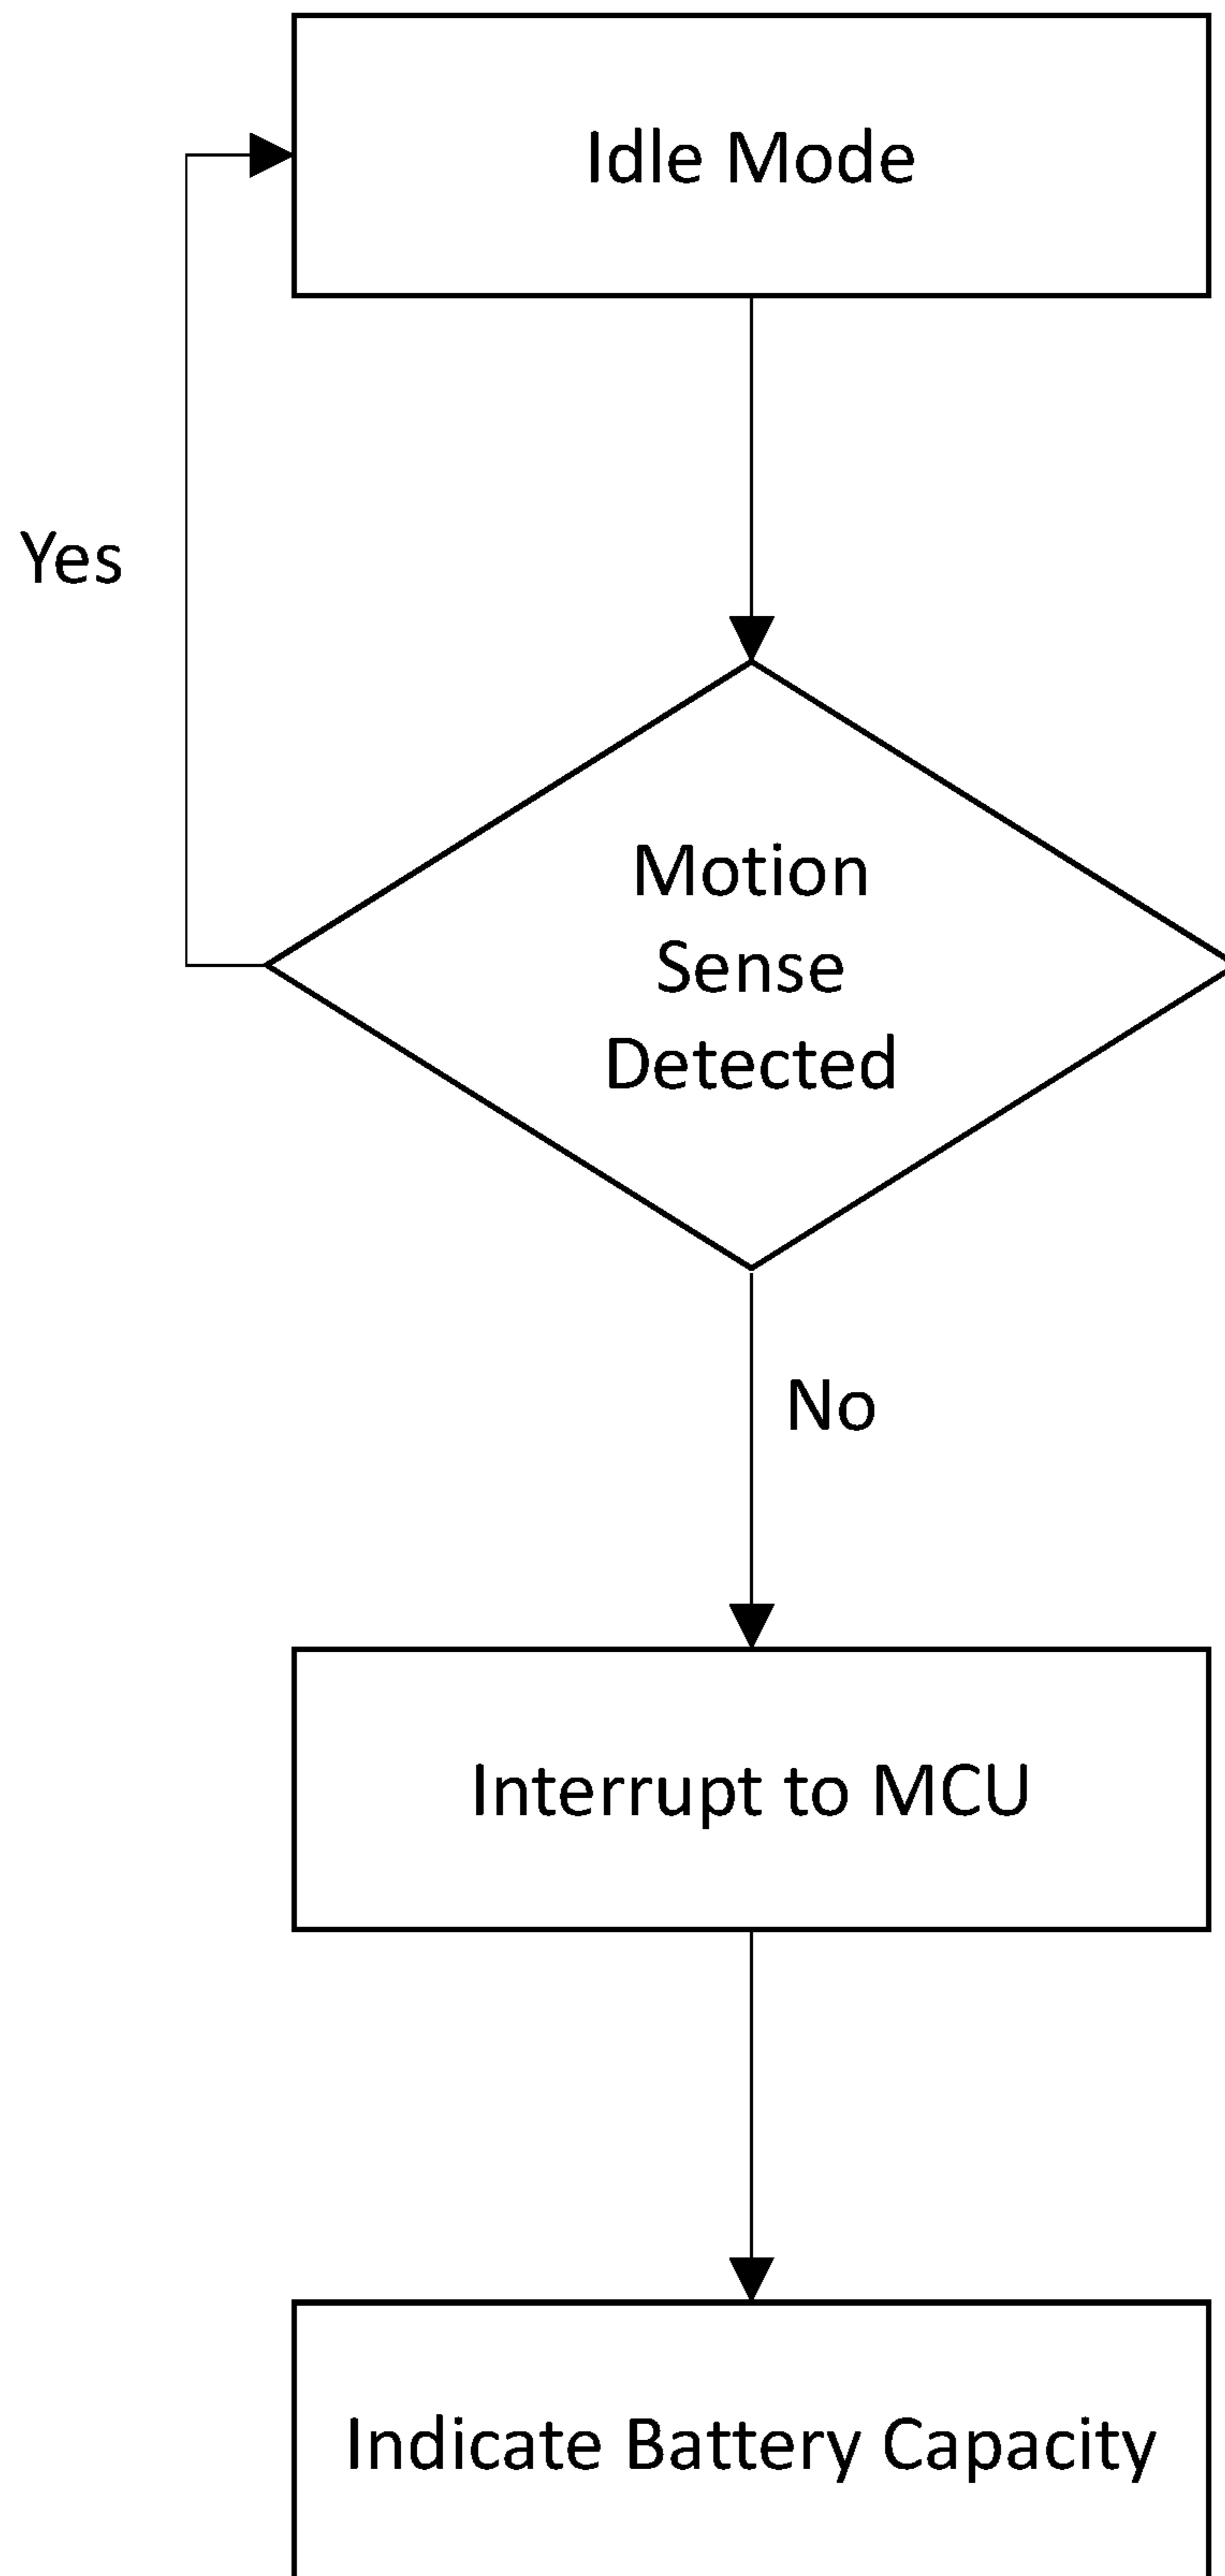 Idle Mode
Yes
Motion
Sense
Detected
No
Interrupt to MCU
Indicate Battery Capacity